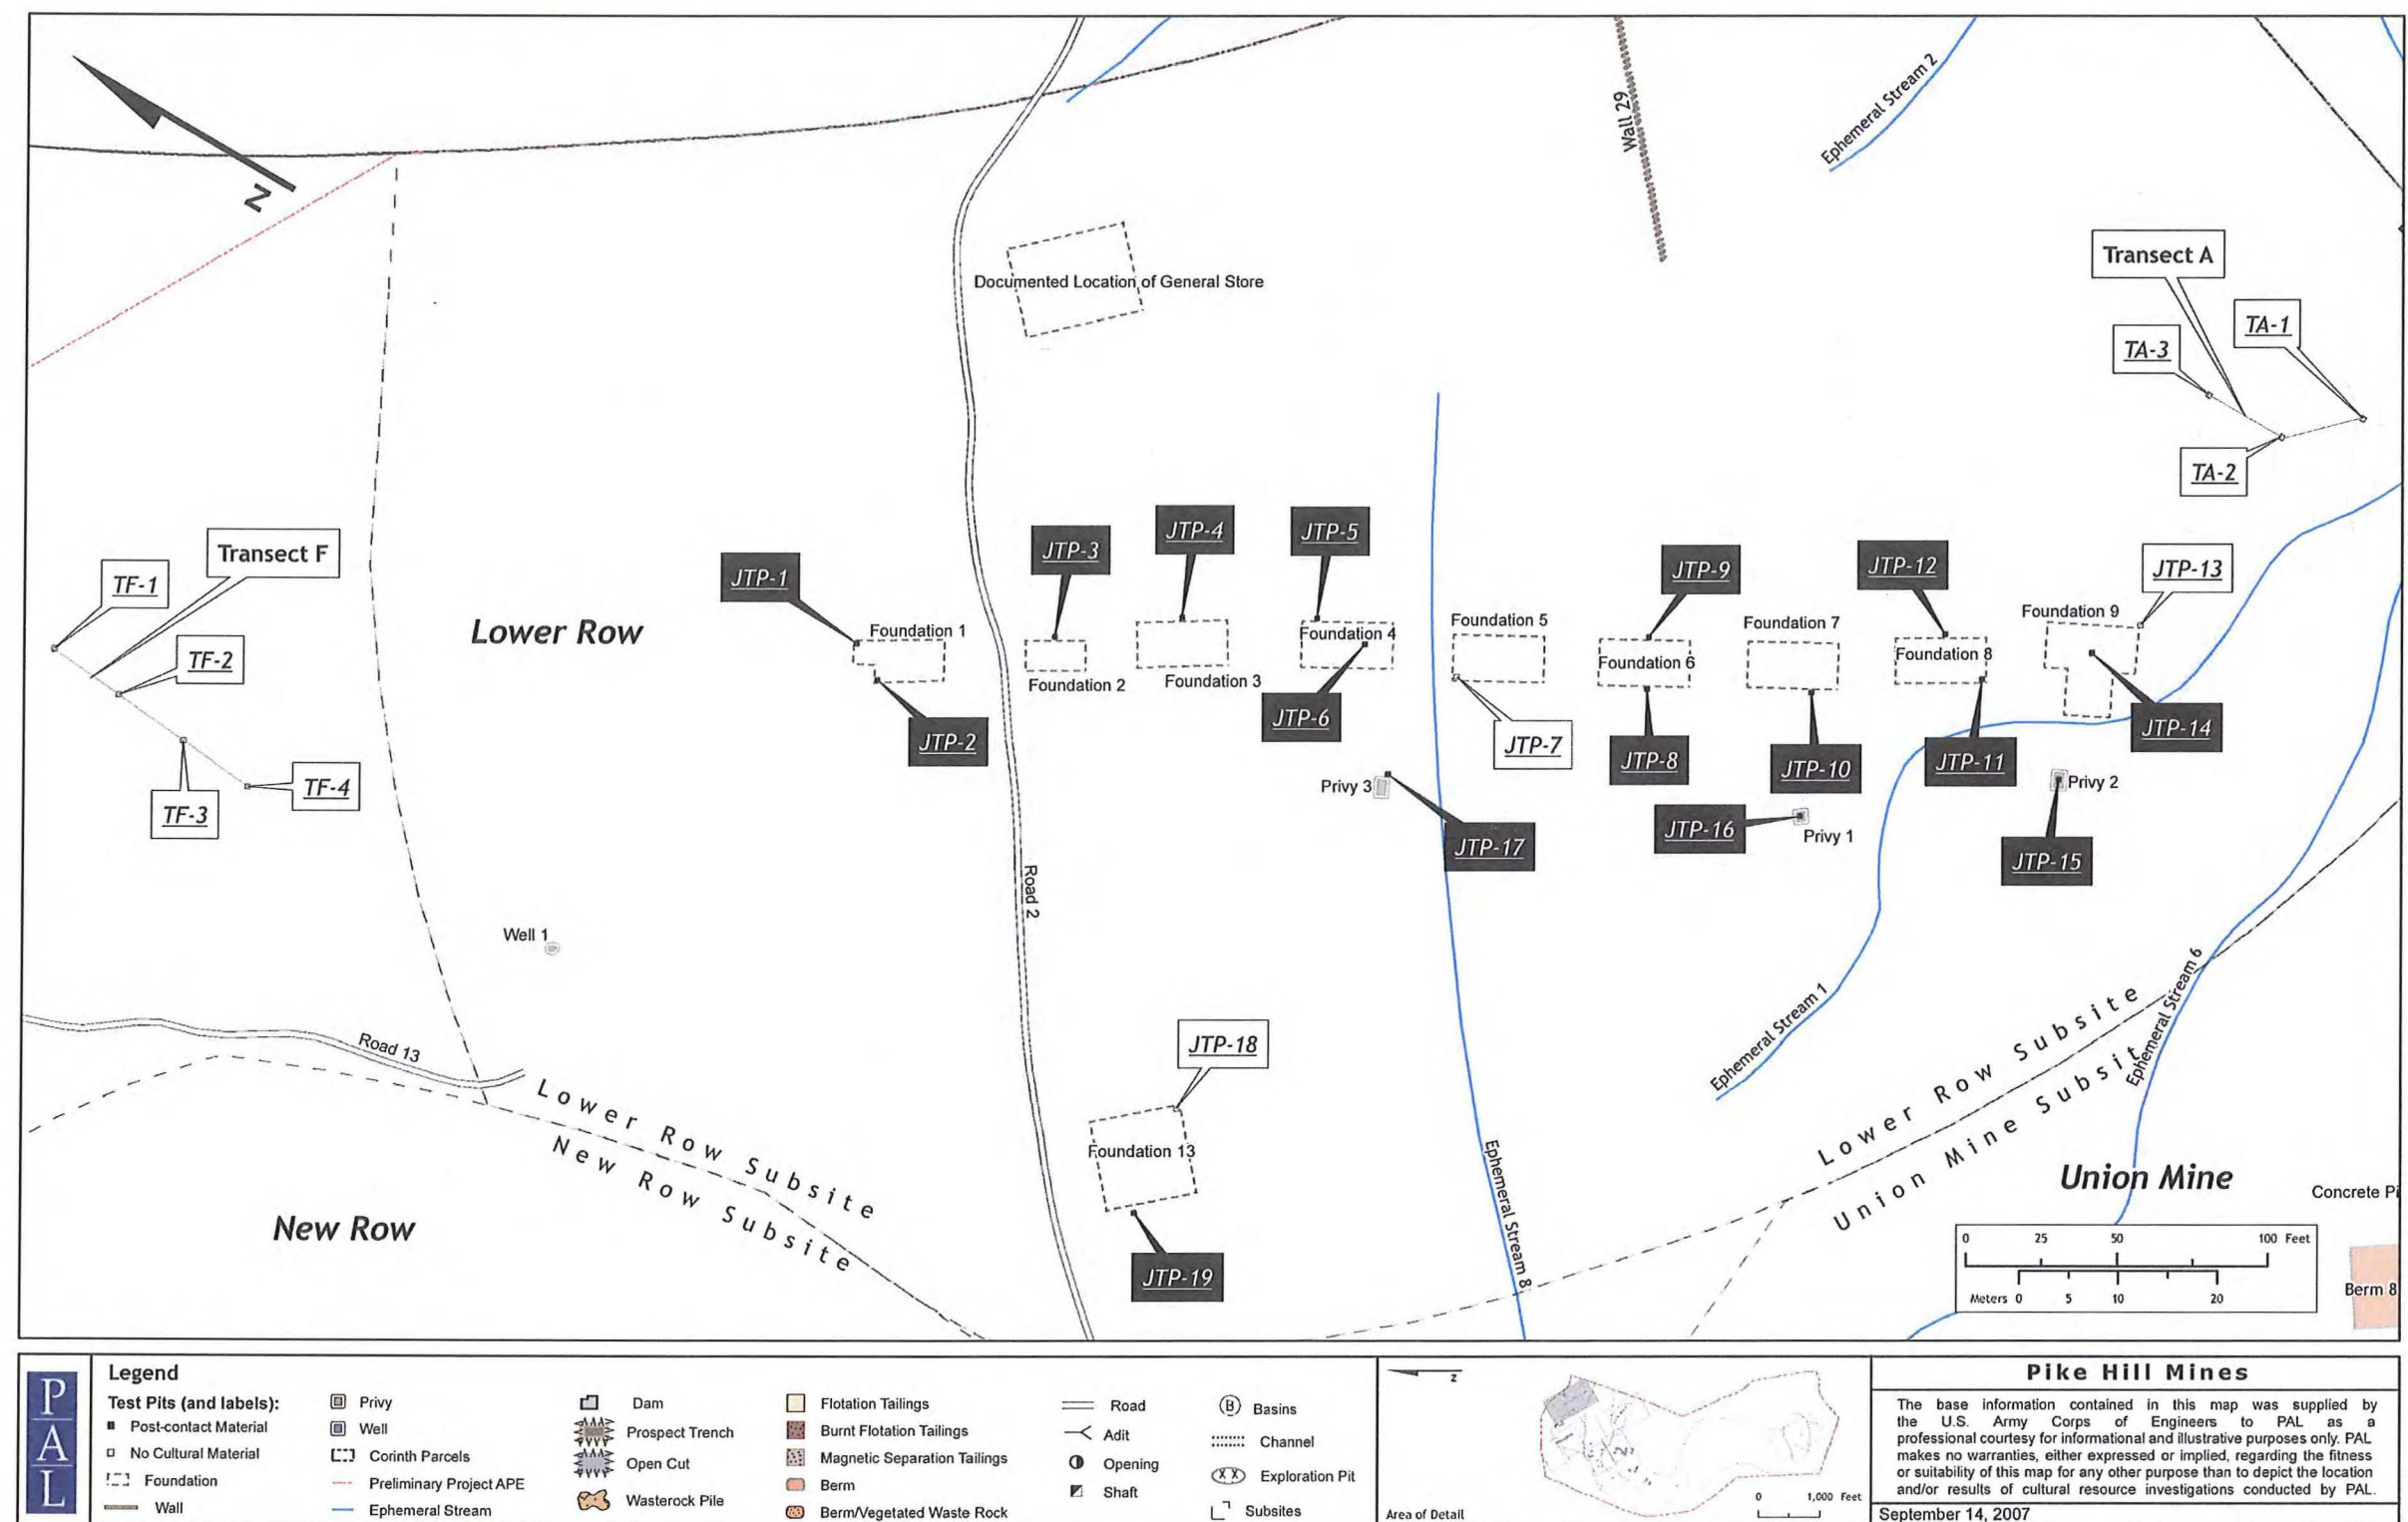 N
Wall 29
Ephemeral Stream 2
Documented Location of General Store
Transect A
TA-1
TA-3
TA-2
Transect F
TF-1
TF-2
TF-3
TF-4
Lower Row
JTP-1
JTP-2
JTP-3
JTP-4
JTP-5
JTP-6
JTP-7
JTP-8
JTP-9
JTP-10
JTP-11
JTP-12
JTP-13
JTP-14
Foundation 1
Foundation 2
Foundation 3
Foundation 4
Foundation 5
Foundation 6
Foundation 7
Foundation 8
Foundation 9
Privy 3
JTP-17
JTP-16
Privy 1
Privy 2
JTP-15
Road 2
Well 1
Road 13
Lower Row Subsite
New Row Subsite
New Row
JTP-18
Foundation 13
JTP-19
Ephemeral Stream 8
Ephemeral Stream 1
Ephemeral Stream 6
Lower Row Subsite
Union Mine Subsit
Union Mine
Concrete Pi
Berm 8
0 25 50 100 Feet
Meters 0 5 10 20
PAL
Legend
Test Pits (and labels):
Post-contact Material
No Cultural Material
Foundation
Wall
Privy
Well
Corinth Parcels
Preliminary Project APE
Ephemeral Stream
Dam
Prospect Trench
Open Cut
Wasterock Pile
Flotation Tailings
Burnt Flotation Tailings
Magnetic Separation Tailings
Berm
Berm/Vegetated Waste Rock
Road
Adit
Opening
Shaft
B Basins
Channel
XX Exploration Pit
Subsites
Z
0 1,000 Feet
Area of Detail
Pike Hill Mines
The base information contained in this map was supplied by
the U.S. Army Corps of Engineers to PAL as a
professional courtesy for informational and illustrative purposes only. PAL
makes no warranties, either expressed or implied, regarding the fitness
or suitability of this map for any other purpose than to depict the location
and/or results of cultural resource investigations conducted by PAL.
September 14, 2007